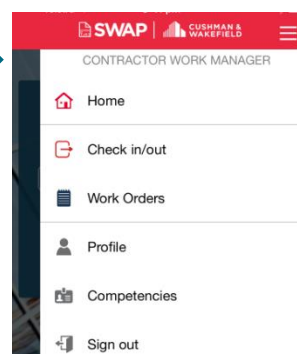 SWAP | CUSHMAN & WAKEFIELD
CONTRACTOR WORK MANAGER
Home
Check in/out
Work Orders
Profile
Competencies
Sign out